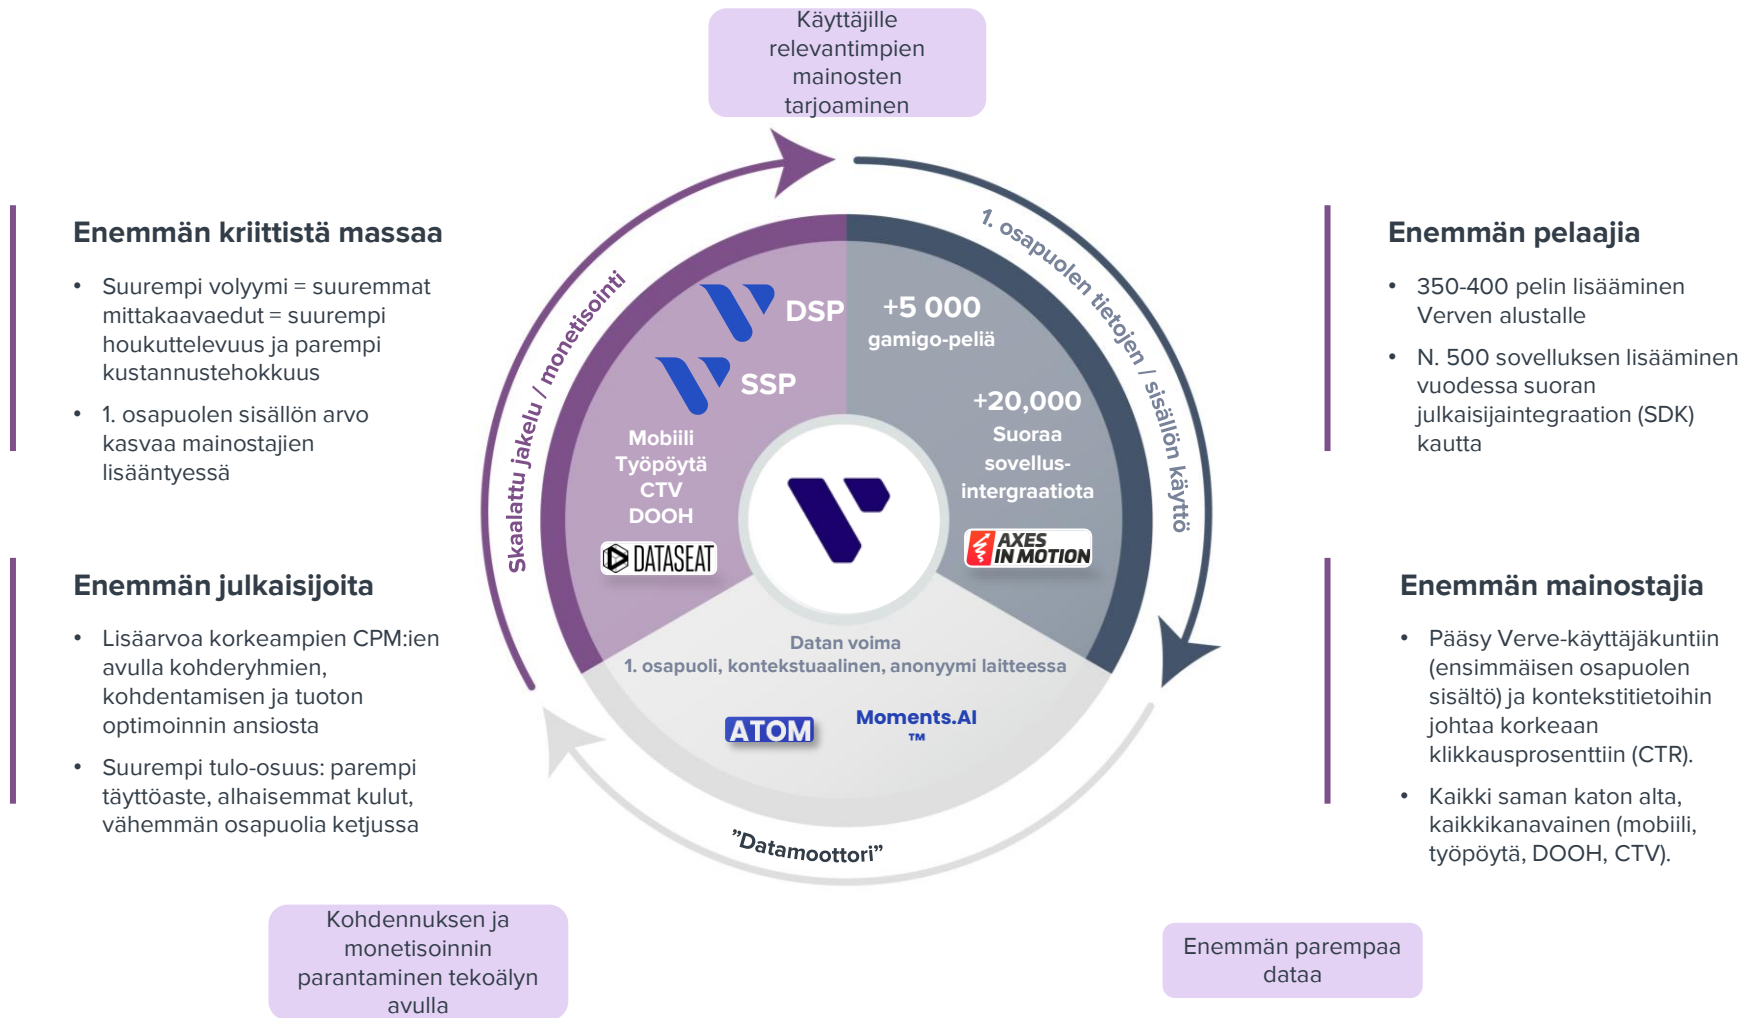 Käyttäjille
relevantimpien
mainosten
tarjoaminen
Enemmän kriittistä massaa
• Suurempi volyymi = suuremmat
mittakaavaedut = suurempi
houkuttelevuus ja parempi
kustannustehokkuus
• 1. osapuolen sisällön arvo
kasvaa mainostajien
lisääntyessä
Enemmän julkaisijoita
• Lisäarvoa korkeampien CPM:ien
avulla kohderyhmien,
kohdentamisen ja tuoton
optimoinnin ansiosta
• Suurempi tulo-osuus: parempi
täyttöaste, alhaisemmat kulut,
vähemmän osapuolia ketjussa
Skaalattu jakelu / monetisointi
DSP
SSP
Mobiili
Työpöytä
CTV
DOOH
DATASEAT
1. osapuolen tietojen / sisällön käyttö
+5 000
gamigo-peliä
+20,000
Suoraa
sovellus-
intergraatiota
AXES
IN MOTION
Datan voima
1. osapuoli, kontekstuaalinen, anonyymi laitteessa
ATOM
Moments.AI
™
”Datamoottori”
Enemmän pelaajia
• 350-400 pelin lisääminen
Verven alustalle
• N. 500 sovelluksen lisääminen
vuodessa suoran
julkaisijaintegraation (SDK)
kautta
Enemmän mainostajia
• Pääsy Verve-käyttäjäkuntiin
(ensimmäisen osapuolen
sisältö) ja kontekstitietoihin
johtaa korkeaan
klikkausprosenttiin (CTR).
• Kaikki saman katon alta,
kaikkikanavainen (mobiili,
työpöytä, DOOH, CTV).
Kohdennuksen ja
monetisoinnin
parantaminen tekoälyn
avulla
Enemmän parempaa
dataa